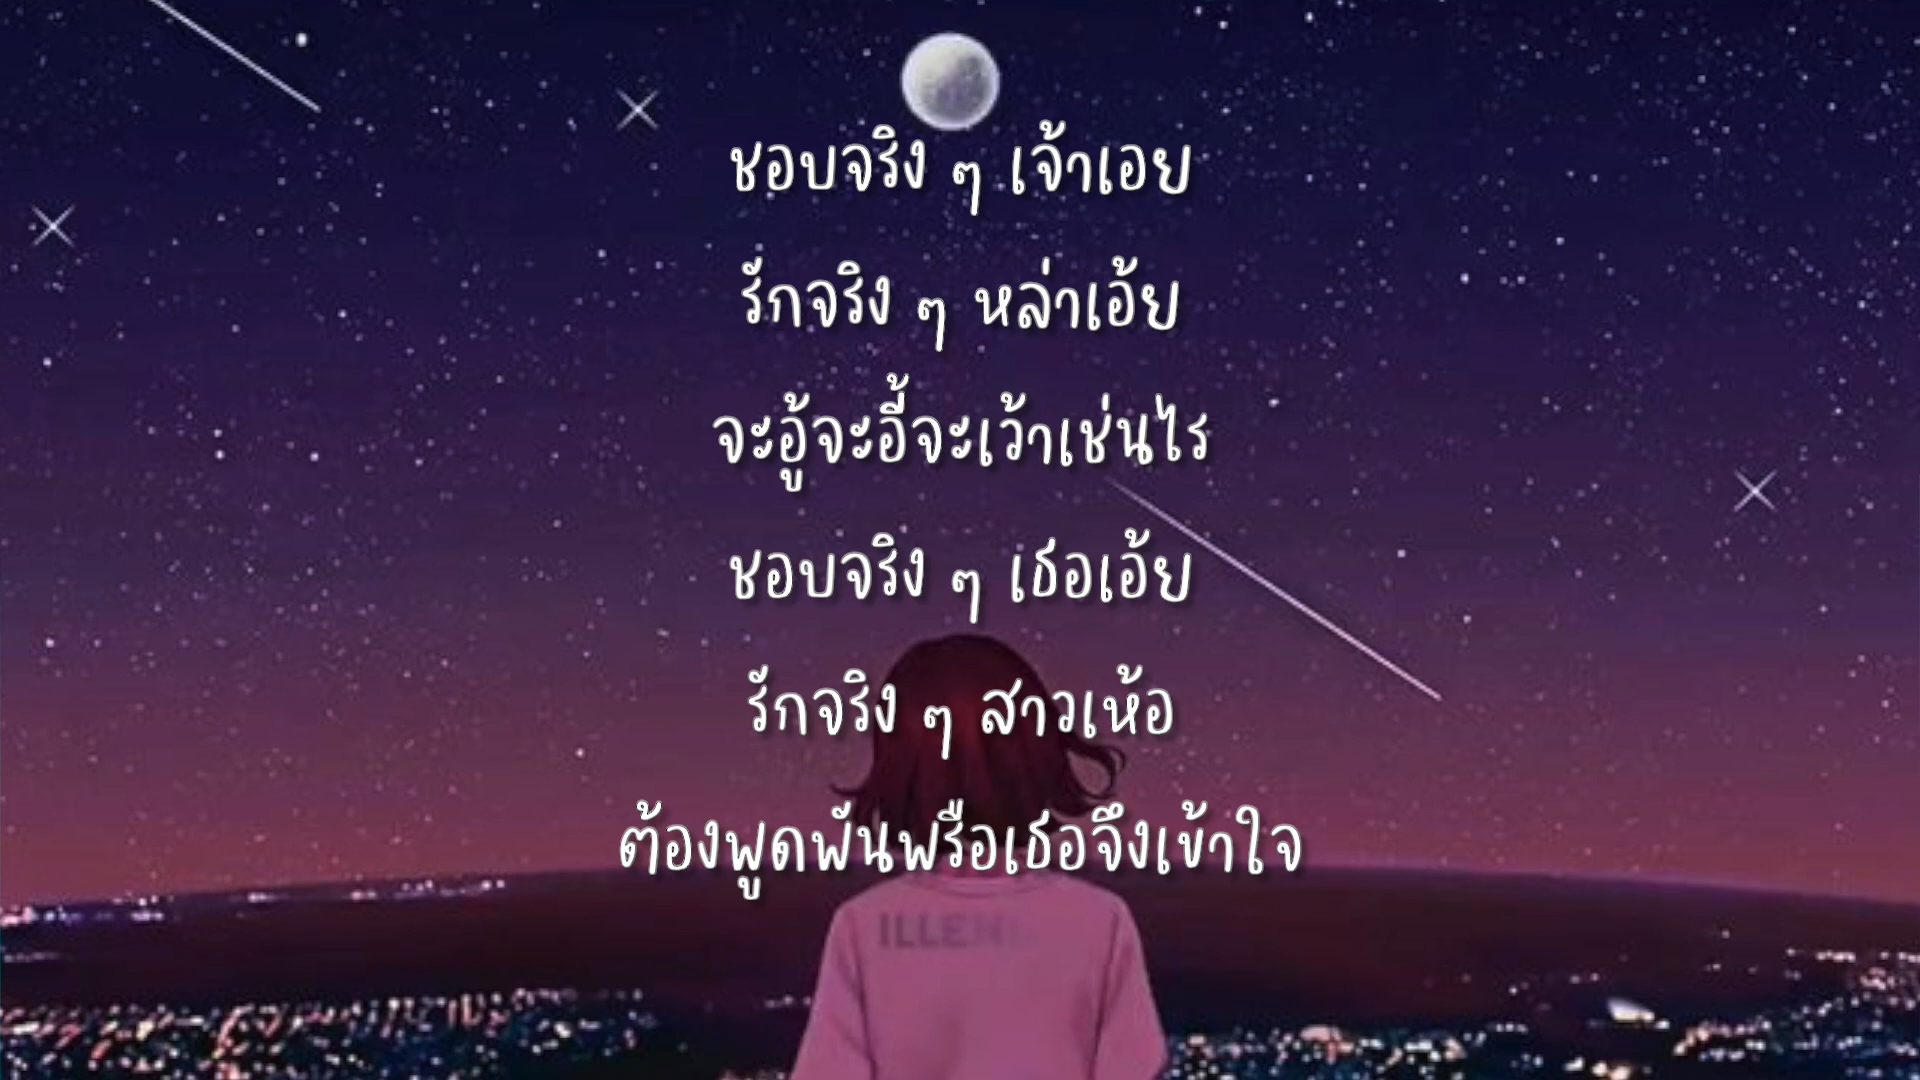 ชอบจริง ๆ เจ้าเอย
รักจริง ๆ หล่าเอ้ย
จะอู้จะอี้จะเว้าเช่นไร
ชอบจริง ๆ เธอเอ้ย
รักจริง ๆ สาวเห้อ
ต้องพูดพันพรือเธอจึงเข้าใจ